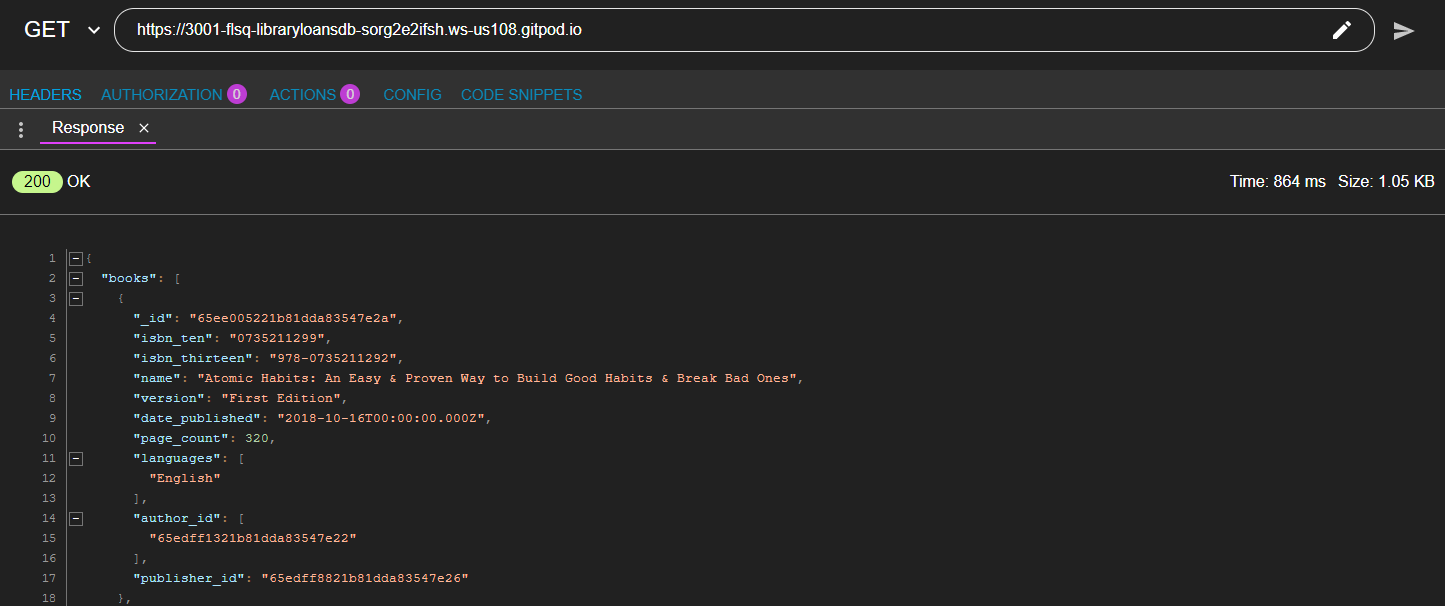 GET https://3001-flsq-libraryloansdb-sorg2e2ifsh.ws-us108.gitpod.io
HEADERS AUTHORIZATION 0 ACTIONS 0 CONFIG CODE SNIPPETS
Response ×
200 OK Time: 864 ms Size: 1.05 KB
1 {
2 "books": [
3 {
4 "_id": "65ee005221b81dda83547e2a",
5 "isbn_ten": "0735211299",
6 "isbn_thirteen": "978-0735211292",
7 "name": "Atomic Habits: An Easy & Proven Way to Build Good Habits & Break Bad Ones",
8 "version": "First Edition",
9 "date_published": "2018-10-16T00:00:00.000Z",
10 "page_count": 320,
11 "languages": [
12 "English"
13 ],
14 "author_id": [
15 "65edff1321b81dda83547e22"
16 ],
17 "publisher_id": "65edff8821b81dda83547e26"
18 },